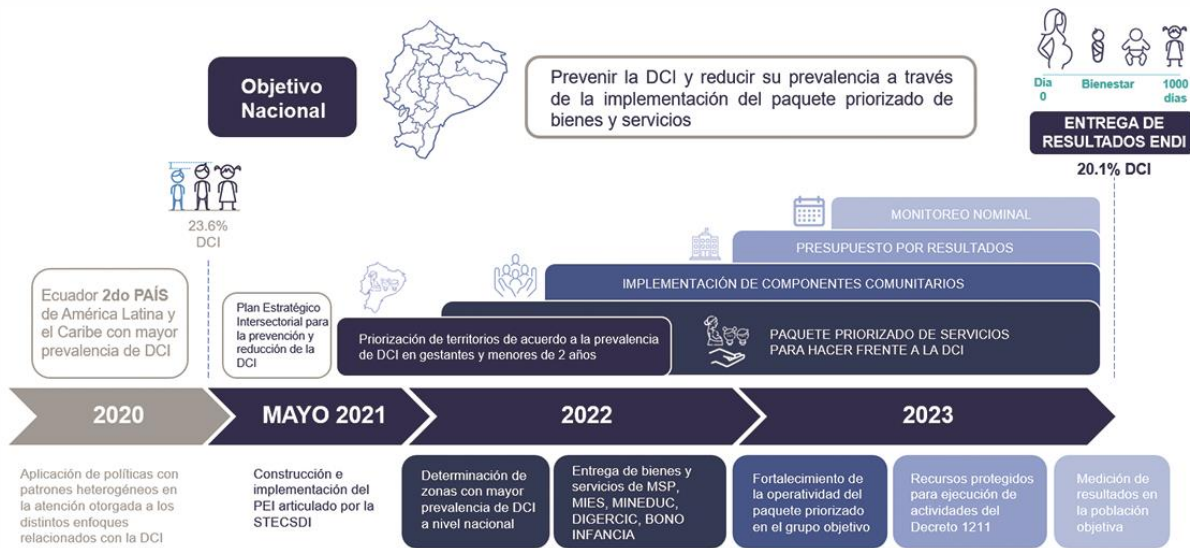 Objetivo
Nacional
Prevenir la DCI y reducir su prevalencia a través
de la implementación del paquete priorizado de
bienes y servicios
Día
0
Bienestar
1000
días
ENTREGA DE
RESULTADOS ENDI
20.1% DCI
23.6%
DCI
MONITOREO NOMINAL
PRESUPUESTO POR RESULTADOS
IMPLEMENTACIÓN DE COMPONENTES COMUNITARIOS
Ecuador 2do PAÍS
de América Latina y
el Caribe con mayor
prevalencia de DCI
Plan Estratégico
Intersectorial para
la prevención y
reducción de la
DCI
Priorización de territorios de acuerdo a la prevalencia
de DCI en gestantes y menores de 2 años
PAQUETE PRIORIZADO DE SERVICIOS
PARA HACER FRENTE A LA DCI
2020
MAYO 2021
2022
2023
Aplicación de políticas con
patrones heterogéneos en
la atención otorgada a los
distintos enfoques
relacionados con la DCI
Construcción e
implementación del
PEI articulado por la
STECSDI
Determinación de
zonas con mayor
prevalencia de DCI
a nivel nacional
Entrega de bienes y
servicios de MSP,
MIES, MINEDUC,
DIGERCIC, BONO
INFANCIA
Fortalecimiento de
la operatividad del
paquete priorizado
en el grupo objetivo
Recursos protegidos
para ejecución de
actividades del
Decreto 1211
Medición de
resultados en
la población
objetiva